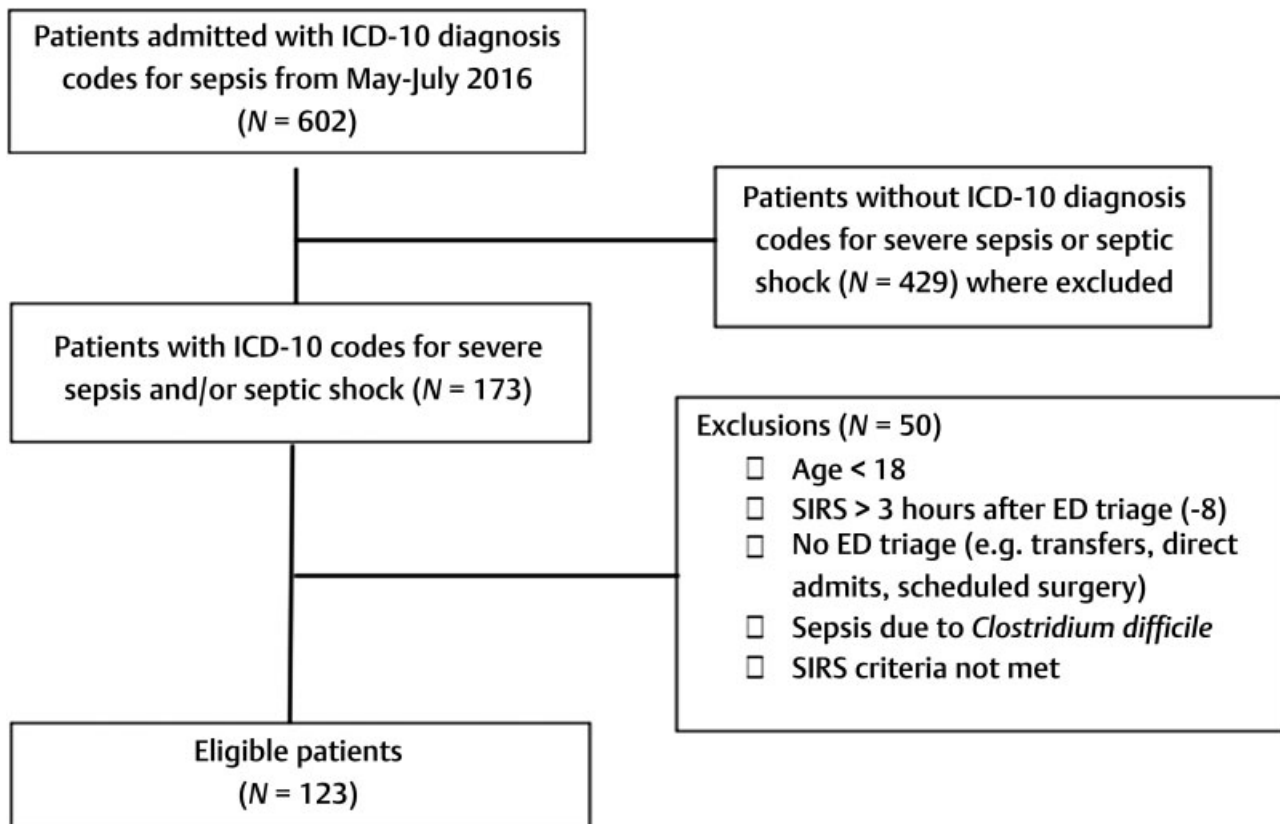 Patients admitted with ICD-10 diagnosis
codes for sepsis from May-July 2016
(N = 602)
Patients without ICD-10 diagnosis
codes for severe sepsis or septic
shock (N = 429) where excluded
Patients with ICD-10 codes for severe
sepsis and/or septic shock (N = 173)
Exclusions (N = 50)
Age < 18
SIRS > 3 hours after ED triage (-8)
No ED triage (e.g. transfers, direct
admits, scheduled surgery)
Sepsis due to Clostridium difficile
SIRS criteria not met
Eligible patients
(N = 123)